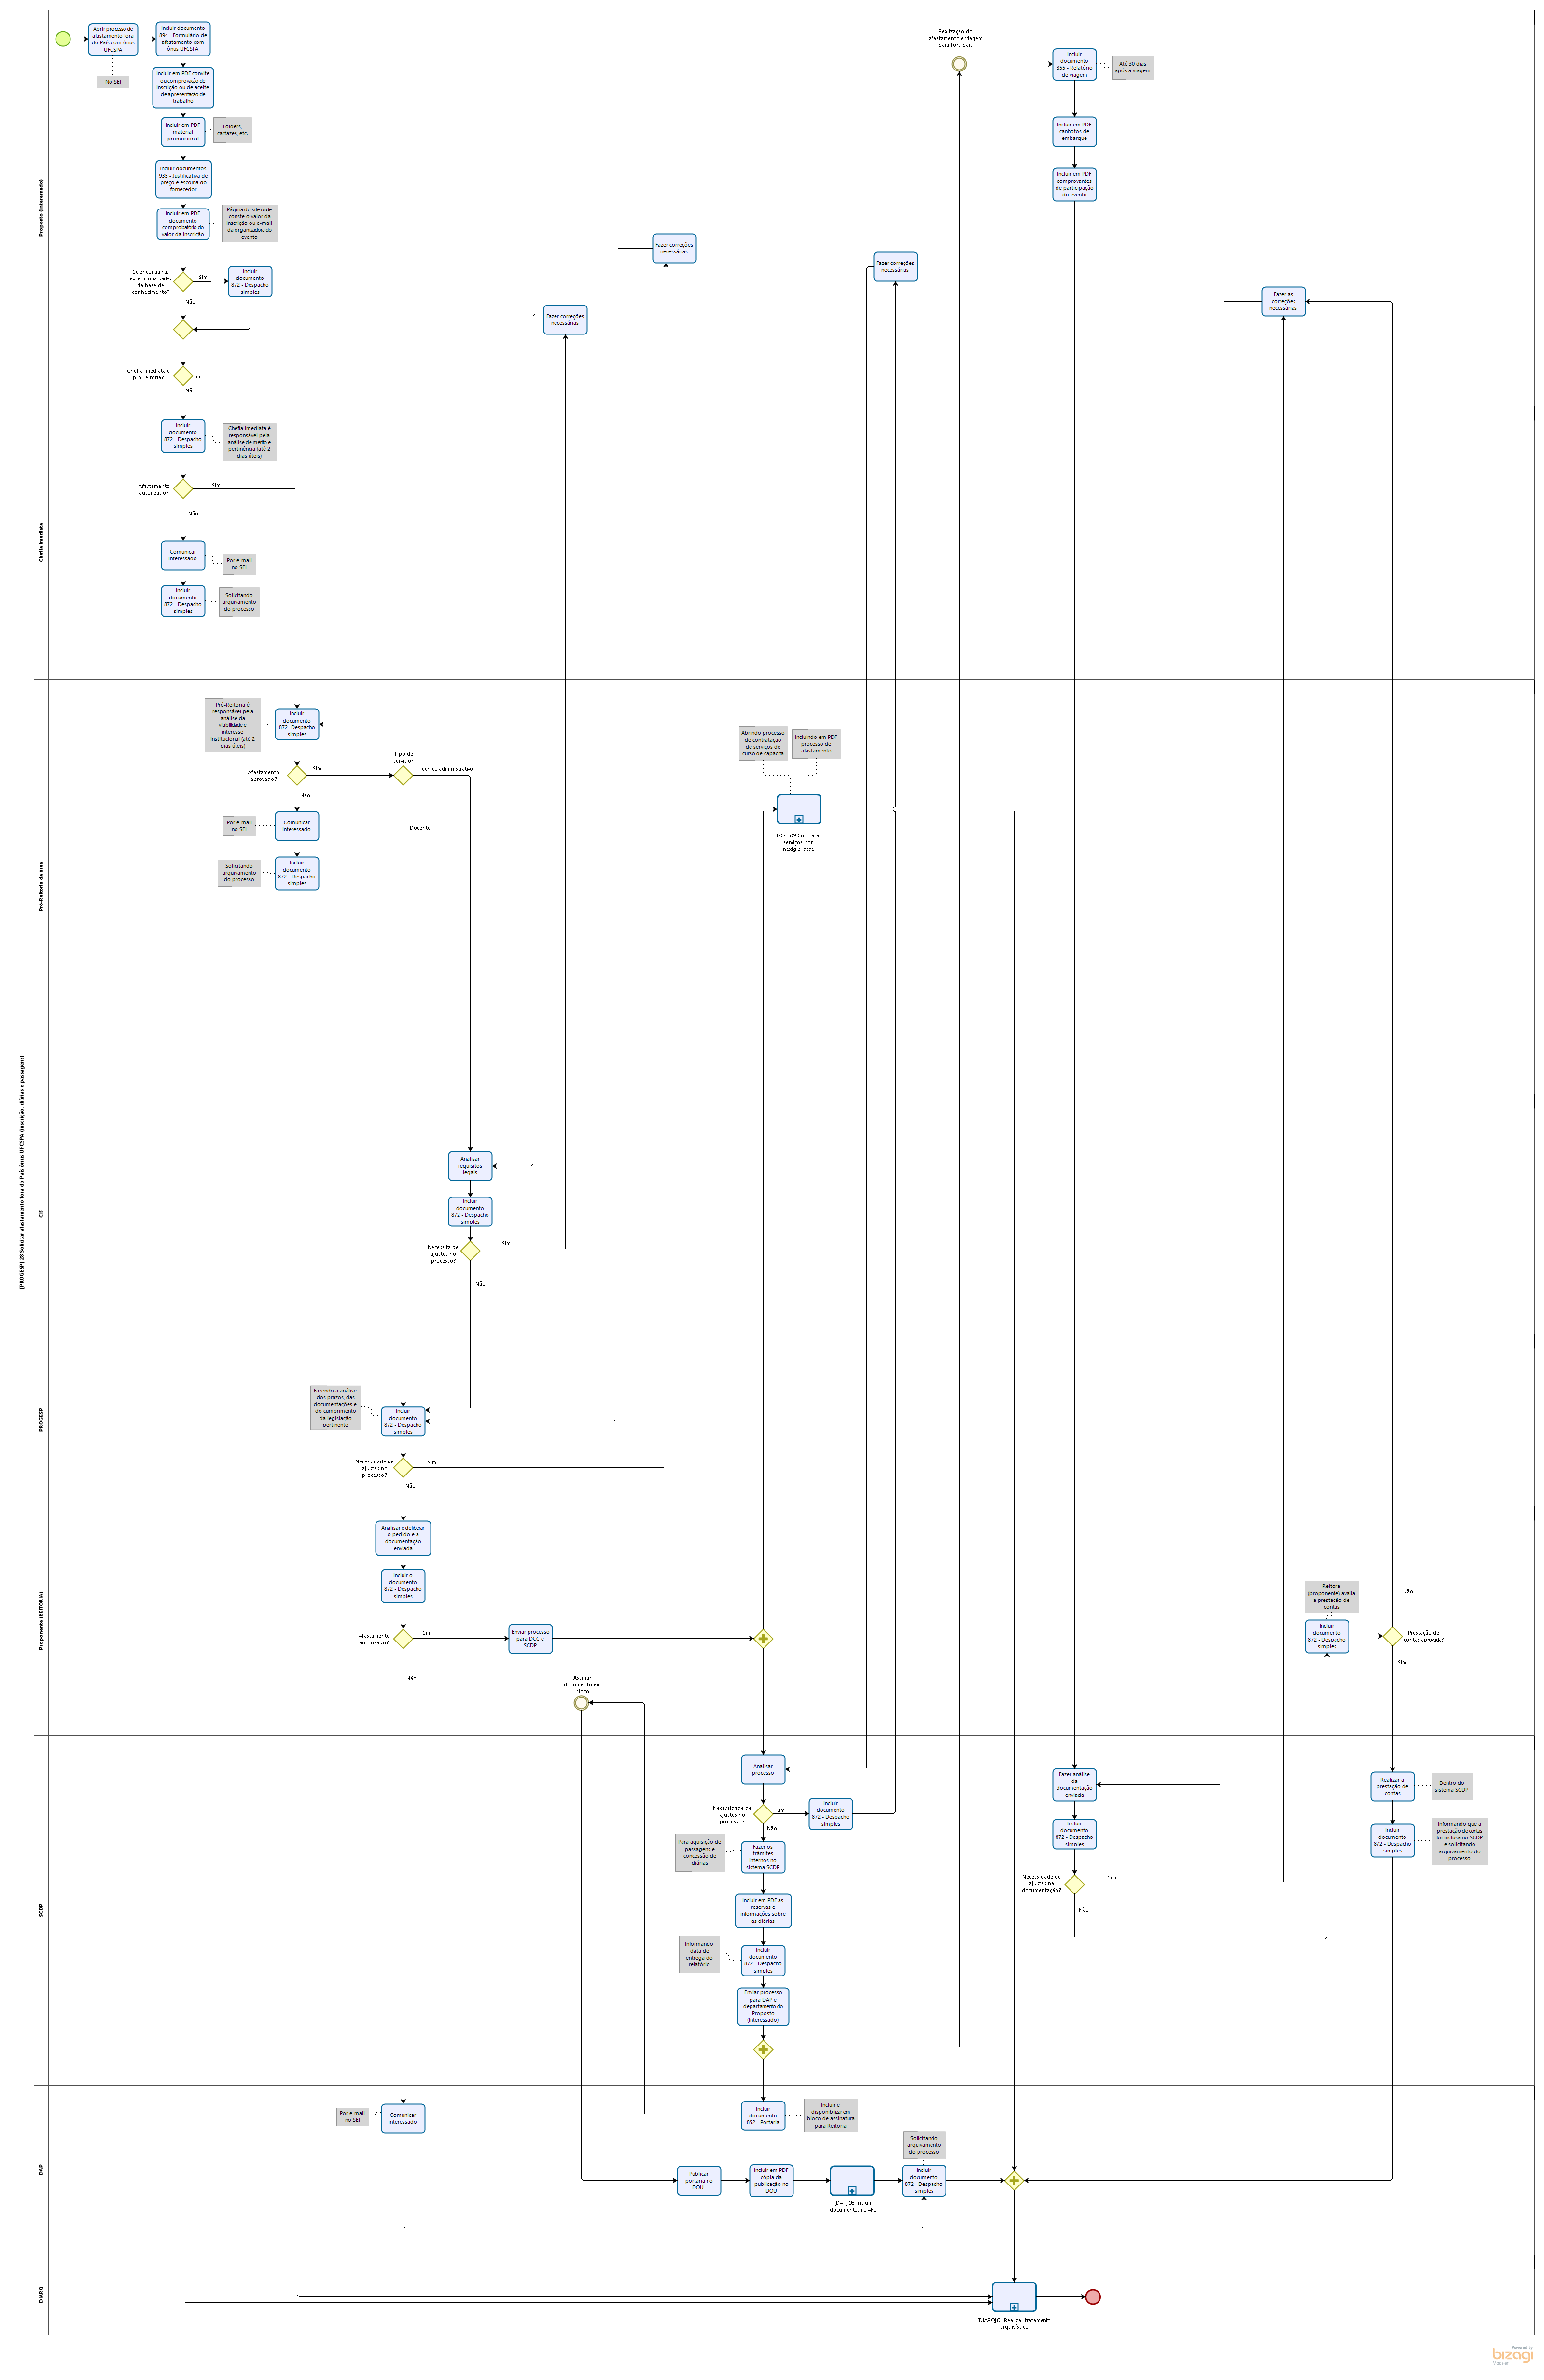 [PROGESP] 28 Solicitar afastamento fora do País ônus UFCSPA (inscrição, diárias e passagens)
Proposto (Interessado)
Abrir processo de
afastamento fora
do País com ônus
UFCSPA
No SEI
Incluir documento
894 - Formulário de
afastamento com
ônus UFCSPA
Incluir em PDF convite
ou comprovação de
inscrição ou de aceite
de apresentação de
trabalho
Incluir em PDF
material
promocional
Folders,
cartazes, etc.
Incluir documentos
935 - Justificativa de
preço e escolha do
fornecedor
Incluir em PDF
documento
comprobatório do
valor da inscrição
Página do site onde
conste o valor da
inscrição ou e-mail
da organizadora do
evento
Se encontra nas
excepcionalidades
da base de
conhecimento?
Sim
Incluir
documento
872 - Despacho
simples
Não
Chefia imediata é
pró-reitoria?
Sim
Não
Fazer correções
necessárias
Fazer correções
necessárias
Fazer correções
necessárias
Realização do
afastamento e viagem
para fora país
Incluir
documento
855 - Relatório
de viagem
Até 30 dias
após a viagem
Incluir em PDF
canhotos de
embarque
Incluir em PDF
comprovantes
de participação
do evento
Fazer as
correções
necessárias
Chefia Imediata
Incluir
documento
872 - Despacho
simples
Chefia imediata é
responsável pela
análise de mérito e
pertinência (até 2
dias úteis)
Afastamento
autorizado?
Sim
Não
Comunicar
interessado
Por e-mail
no SEI
Incluir
documento
872 - Despacho
simples
Solicitando
arquivamento
do processo
Pró-Reitoria da área
Pró-Reitoria é
responsável pela
análise da
viabilidade e
interesse
institucional (até 2
dias úteis)
Incluir
documento
872- Despacho
simples
Afastamento
aprovado?
Sim
Não
Tipo de
servidor
Técnico administrativo
Docente
Por e-mail
no SEI
Comunicar
interessado
Solicitando
arquivamento
do processo
Incluir
documento
872 - Despacho
simples
Abrindo processo
de contratação
de serviços de
curso de capacita
Incluindo em PDF
processo de
afastamento
[DCC] 09 Contratar
serviços por
inexigibilidade
CIS
Analisar
requisitos
legais
Incluir
documento
872 - Despacho
simples
Necessita de
ajustes no
processo?
Sim
Não
PROGESP
Fazendo a análise
dos prazos, das
documentações e
do cumprimento
da legislação
pertinente
Incluir
documento
872 - Despacho
simples
Necessidade de
ajustes no
processo?
Sim
Não
Proponente (REITORIA)
Analisar e deliberar
o pedido e a
documentação
enviada
Incluir o
documento
872 - Despacho
simples
Afastamento
autorizado?
Sim
Não
Enviar processo
para DCC e
SCDP
Assinar
documento em
bloco
Reitora
(proponente) avalia
a prestação de
contas
Incluir
documento
872 - Despacho
simples
Não
Prestação de
contas aprovada?
Sim
SCDP
Analisar
processo
Necessidade de
ajustes no
processo?
Sim
Não
Incluir
documento
872 - Despacho
simples
Para aquisição de
passagens e
concessão de
diárias
Fazer os
trâmites
internos no
sistema SCDP
Incluir em PDF as
reservas e
informações sobre
as diárias
Informando
data de
entrega do
relatório
Incluir
documento
872 - Despacho
simples
Enviar processo
para DAP e
departamento do
Proposto
(Interessado)
Fazer análise
da
documentação
enviada
Incluir
documento
872 - Despacho
simples
Necessidade de
ajustes na
documentação?
Sim
Não
Realizar a
prestação de
contas
Dentro do
sistema SCDP
Incluir
documento
872 - Despacho
simples
Informando que a
prestação de contas
foi inclusa no SCDP
e solicitando
arquivamento do
processo
DAP
Por e-mail
no SEI
Comunicar
interessado
Incluir
documento
852 - Portaria
Incluir e
disponibilizar em
bloco de assinatura
para Reitoria
Publicar
portaria no
DOU
Incluir em PDF
cópia da
publicação no
DOU
[DAP] 08 Incluir
documentos no AFD
Solicitando
arquivamento
do processo
Incluir
documento
872 - Despacho
simples
DIARQ
[DIARQ] 01 Realizar tratamento
arquivístico
Powered by
bizagi
Modeler